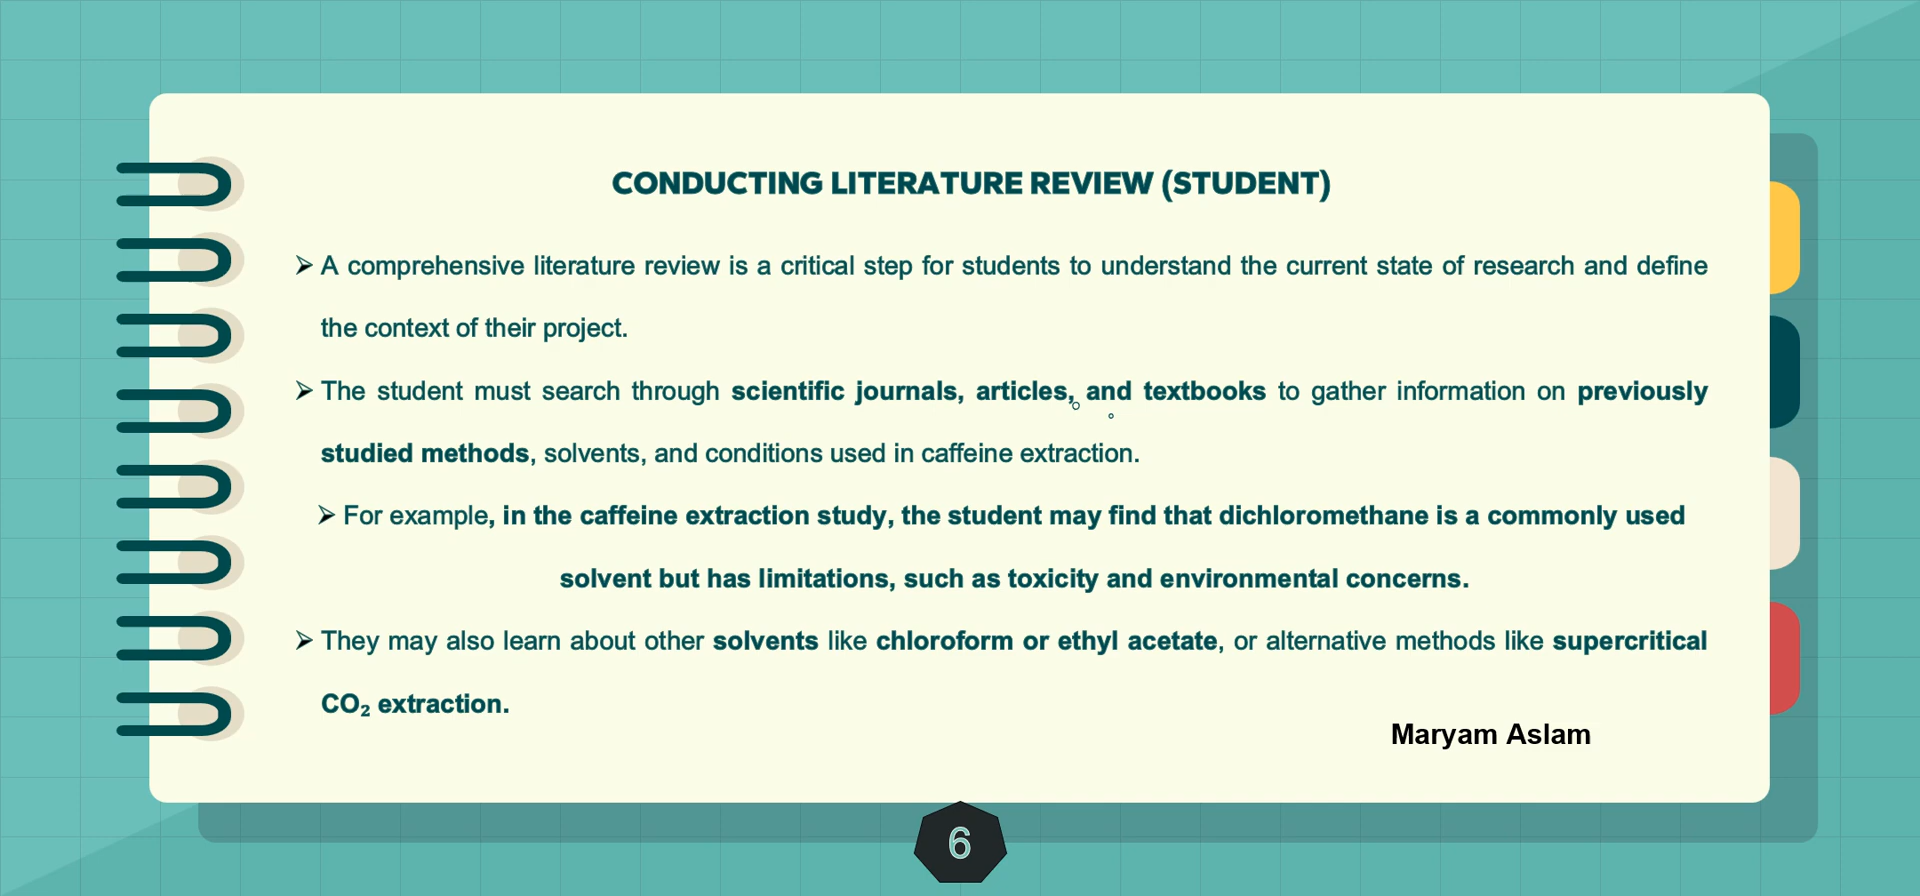 CONDUCTING LITERATURE REVIEW (STUDENT)
➢ A comprehensive literature review is a critical step for students to understand the current state of research and define
the context of their project.
➢ The student must search through scientific journals, articles, and textbooks to gather information on previously
studied methods, solvents, and conditions used in caffeine extraction.
➢ For example, in the caffeine extraction study, the student may find that dichloromethane is a commonly used
solvent but has limitations, such as toxicity and environmental concerns.
➢ They may also learn about other solvents like chloroform or ethyl acetate, or alternative methods like supercritical
CO₂ extraction.
Maryam Aslam
6